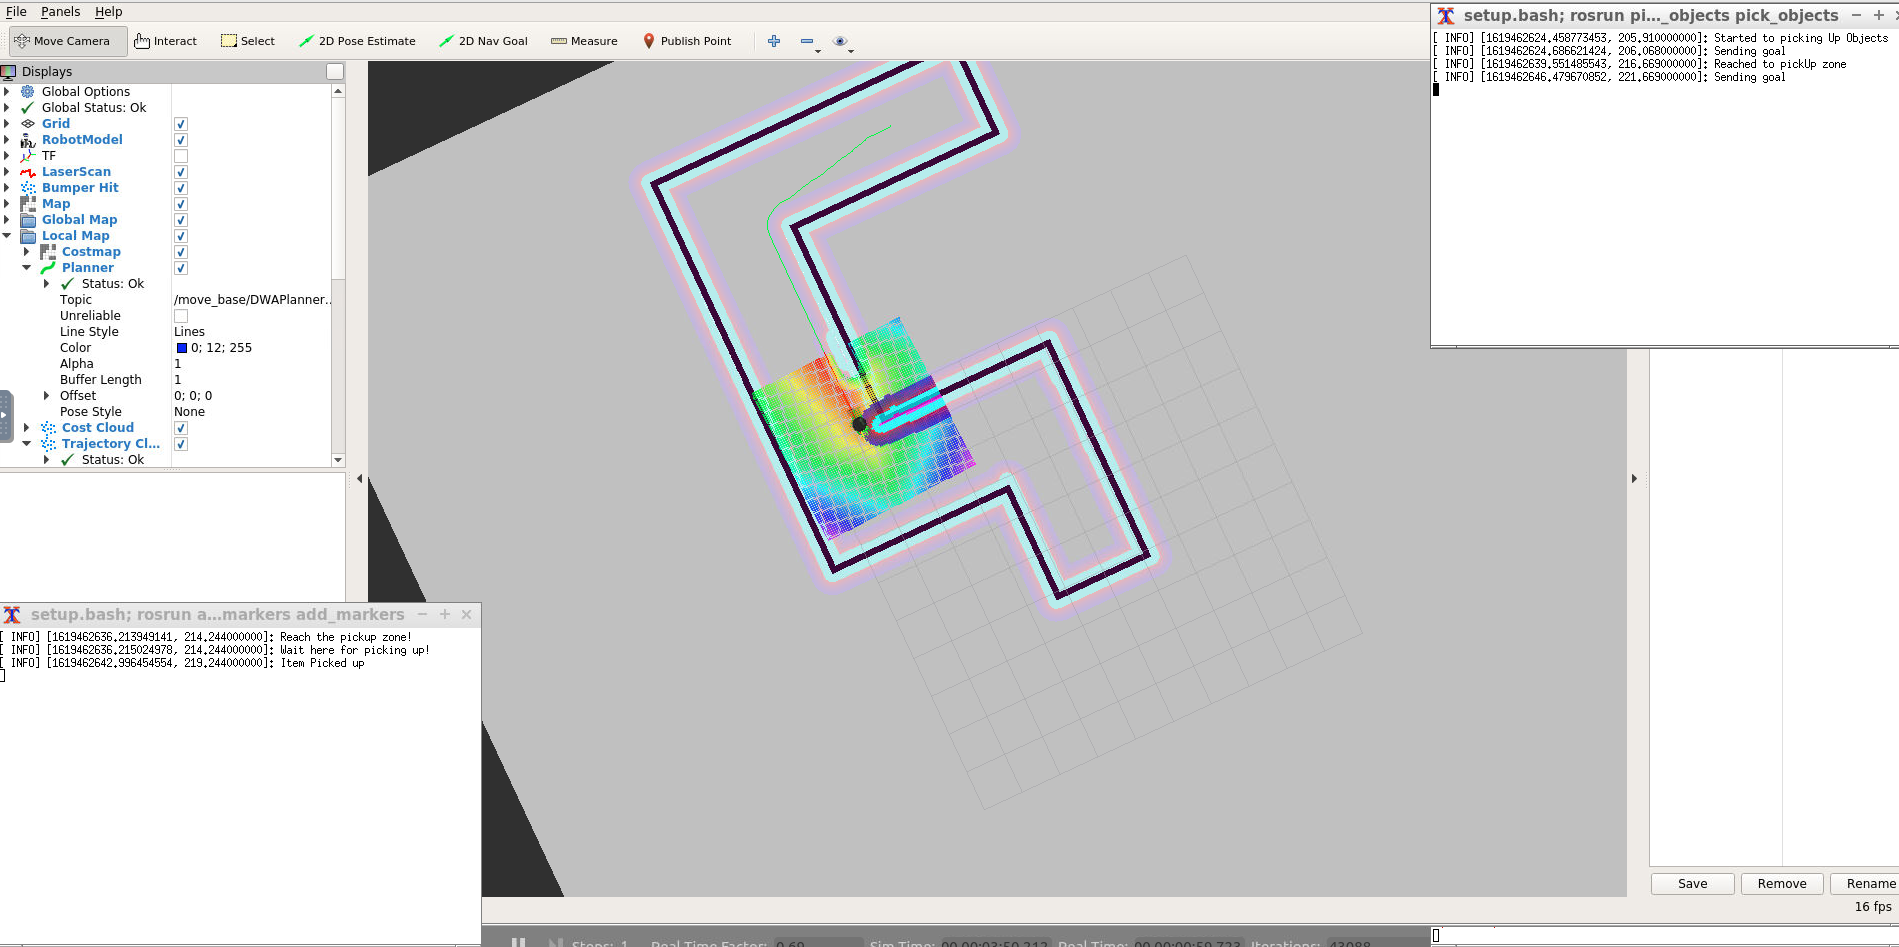 File Panels Help
Move Camera Interact Select 2D Pose Estimate 2D Nav Goal Measure Publish Point
Displays
Global Options
Global Status: Ok
Grid
RobotModel
TF
LaserScan
Bumper Hit
Map
Global Map
Local Map
Costmap
Planner
Status: Ok
Topic /move_base/DWAPlanner...
Unreliable
Line Style Lines
Color 0; 12; 255
Alpha 1
Buffer Length 1
Offset 0; 0; 0
Pose Style None
Cost Cloud
Trajectory Cl...
Status: Ok
setup.bash; rosrun pi..._objects pick_objects
[ INFO] [1619462624.458773453, 205.910000000]: Started to picking Up Objects
[ INFO] [1619462624.686621424, 206.068000000]: Sending goal
[ INFO] [1619462639.551485543, 216.669000000]: Reached to pickUp zone
[ INFO] [1619462646.479670852, 221.669000000]: Sending goal
setup.bash; rosrun a...markers add_markers
[ INFO] [1619462636.213949141, 214.244000000]: Reach the pickup zone!
[ INFO] [1619462636.215024978, 214.244000000]: Wait here for picking up!
[ INFO] [1619462642.996454554, 219.244000000]: Item Picked up
Save Remove Rename
16 fps
Steps: 1 Real Time Factor: 0.69 Sim Time: 00 00:03:50.212 Real Time: 00 00:00:59.723 Iterations: 43088